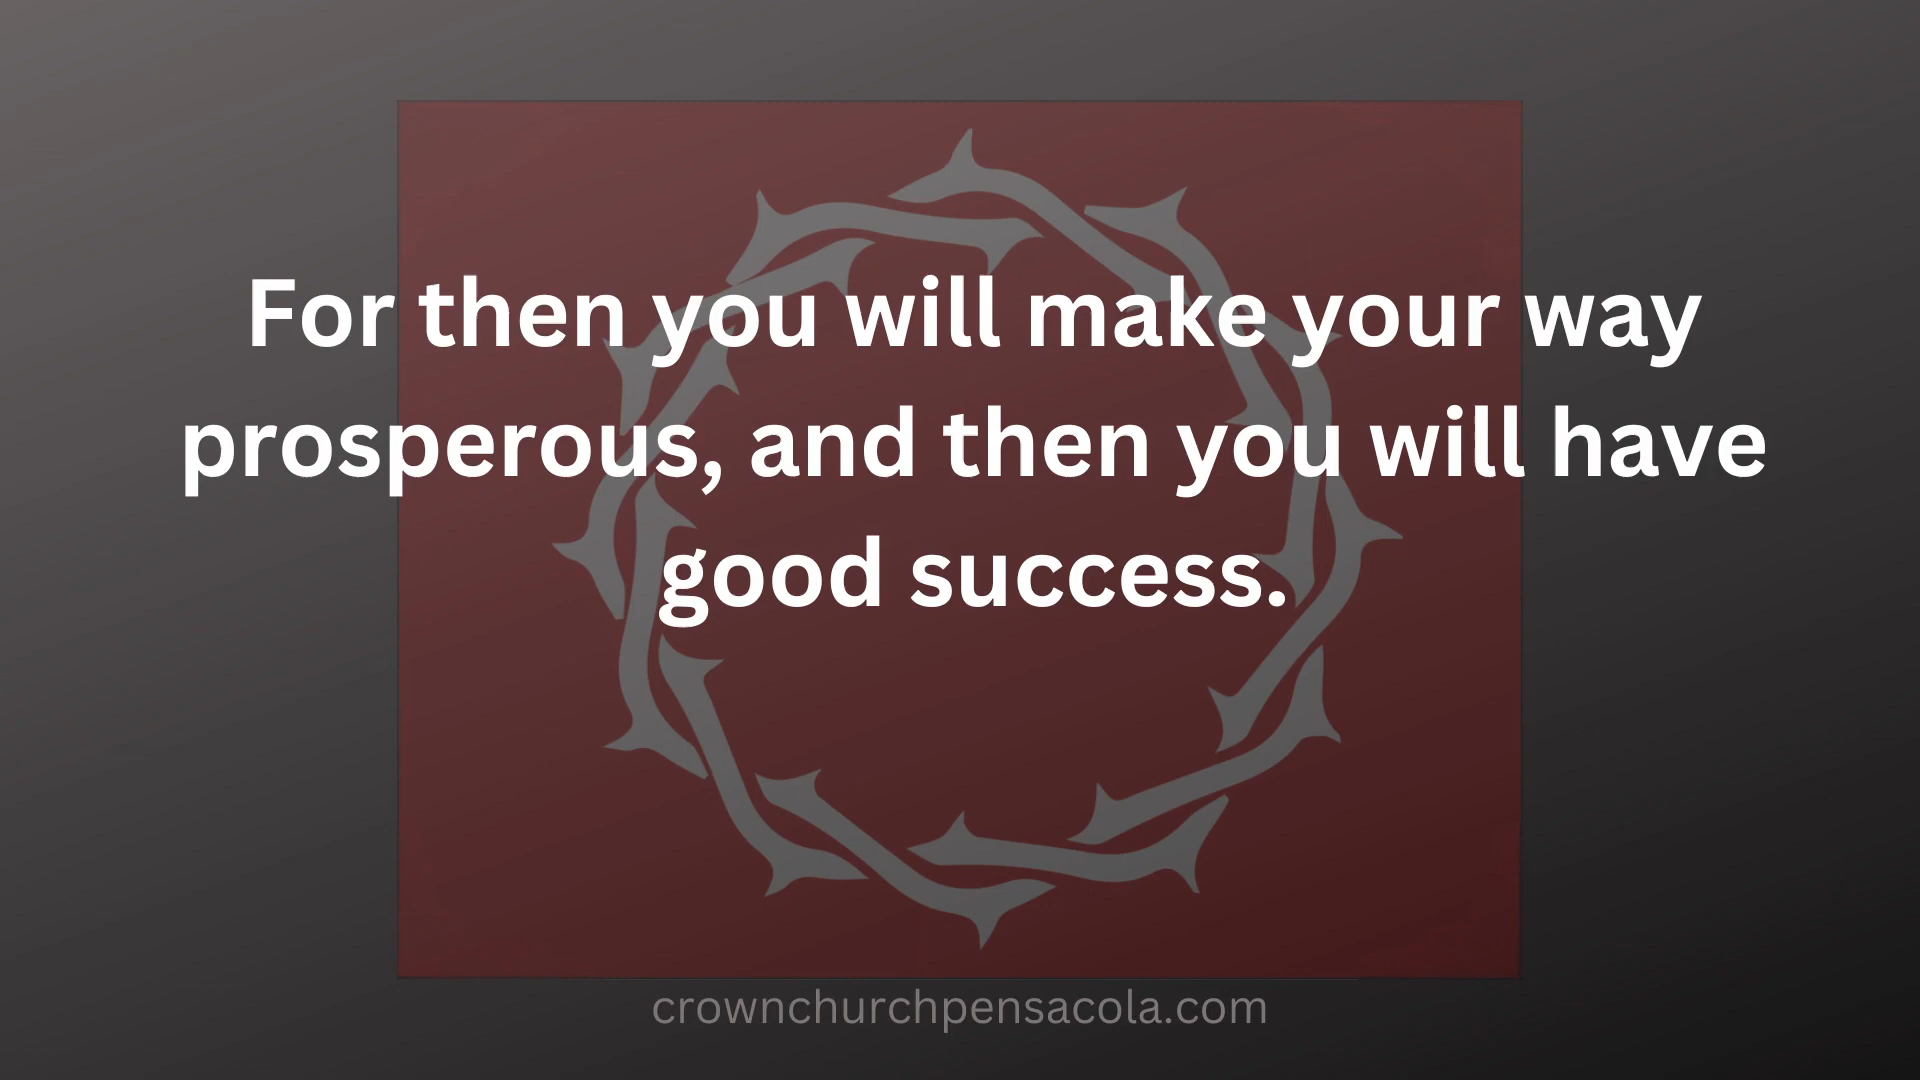 For then you will make your way
prosperous, and then you will have
good success.
crownchurchpensacola.com